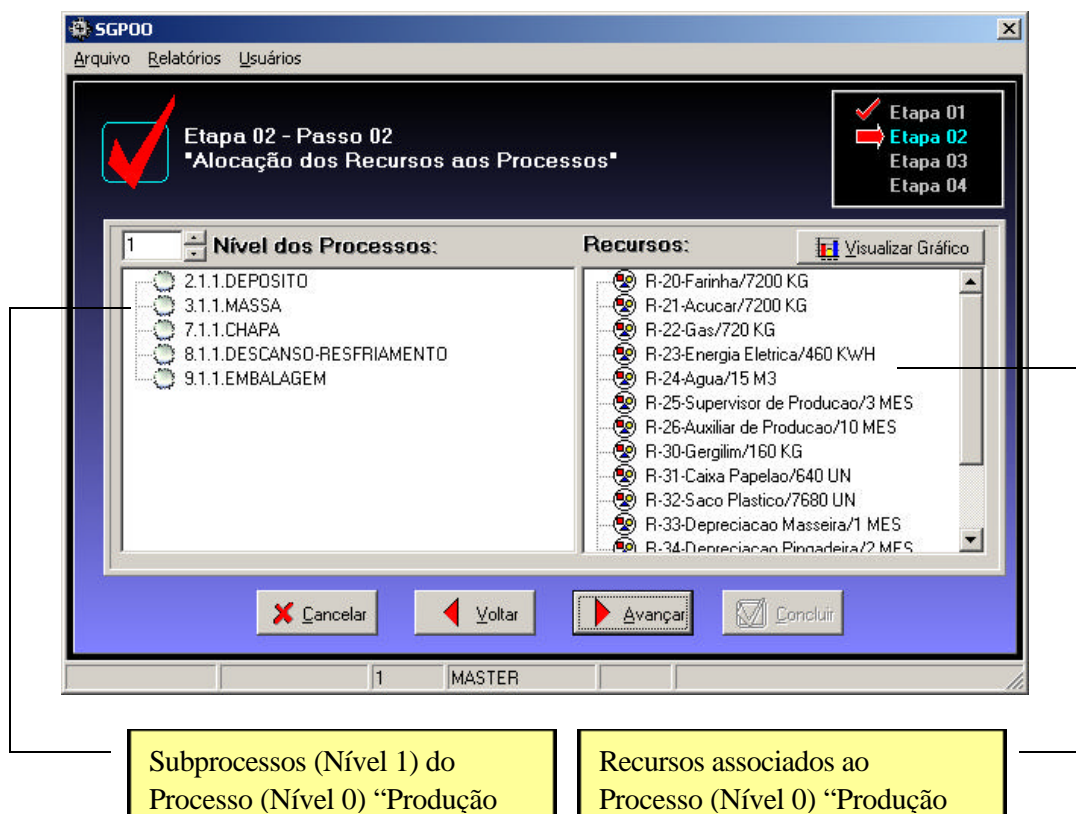 SGPOO
Arquivo Relatórios Usuários
Etapa 02 - Passo 02
"Alocação dos Recursos aos Processos"
Etapa 01
Etapa 02
Etapa 03
Etapa 04
1 Nível dos Processos:
2.1.1.DEPOSITO
3.1.1.MASSA
7.1.1.CHAPA
8.1.1.DESCANSO-RESFRIAMENTO
9.1.1.EMBALAGEM
Recursos:
Visualizar Gráfico
R-20-Farinha/7200 KG
R-21-Acucar/7200 KG
R-22-Gas/720 KG
R-23-Energia Eletrica/460 KWH
R-24-Agua/15 M3
R-25-Supervisor de Producao/3 MES
R-26-Auxiliar de Producao/10 MES
R-30-Gergilim/160 KG
R-31-Caixa Papelao/640 UN
R-32-Saco Plastico/7680 UN
R-33-Depreciacao Masseira/1 MES
R-34-Depreciacao Pingadeira/2 MES
Cancelar Voltar Avançar Concluir
1 MASTER
Subprocessos (Nível 1) do
Processo (Nível 0) “Produção
Recursos associados ao
Processo (Nível 0) “Produção